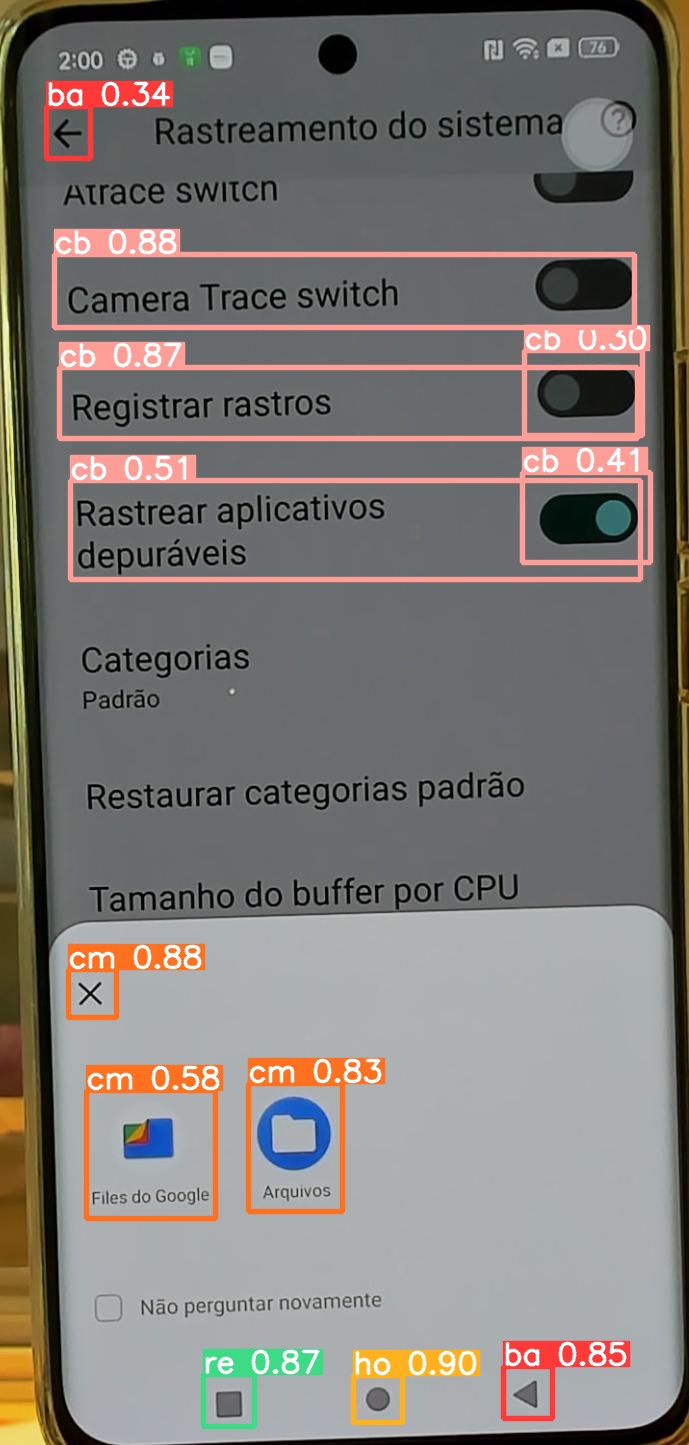 2:00
76
ba 0.34
Rastreamento do sistema
?
Atrace switch
cb 0.88
Camera Trace switch
cb 0.87
cb 0.30
Registrar rastros
cb 0.51
cb 0.41
Rastrear aplicativos
depuráveis
Categorias
Padrão
Restaurar categorias padrão
Tamanho do buffer por CPU
cm 0.88
cm 0.58
cm 0.83
Files do Google
Arquivos
Não perguntar novamente
re 0.87
ho 0.90
ba 0.85